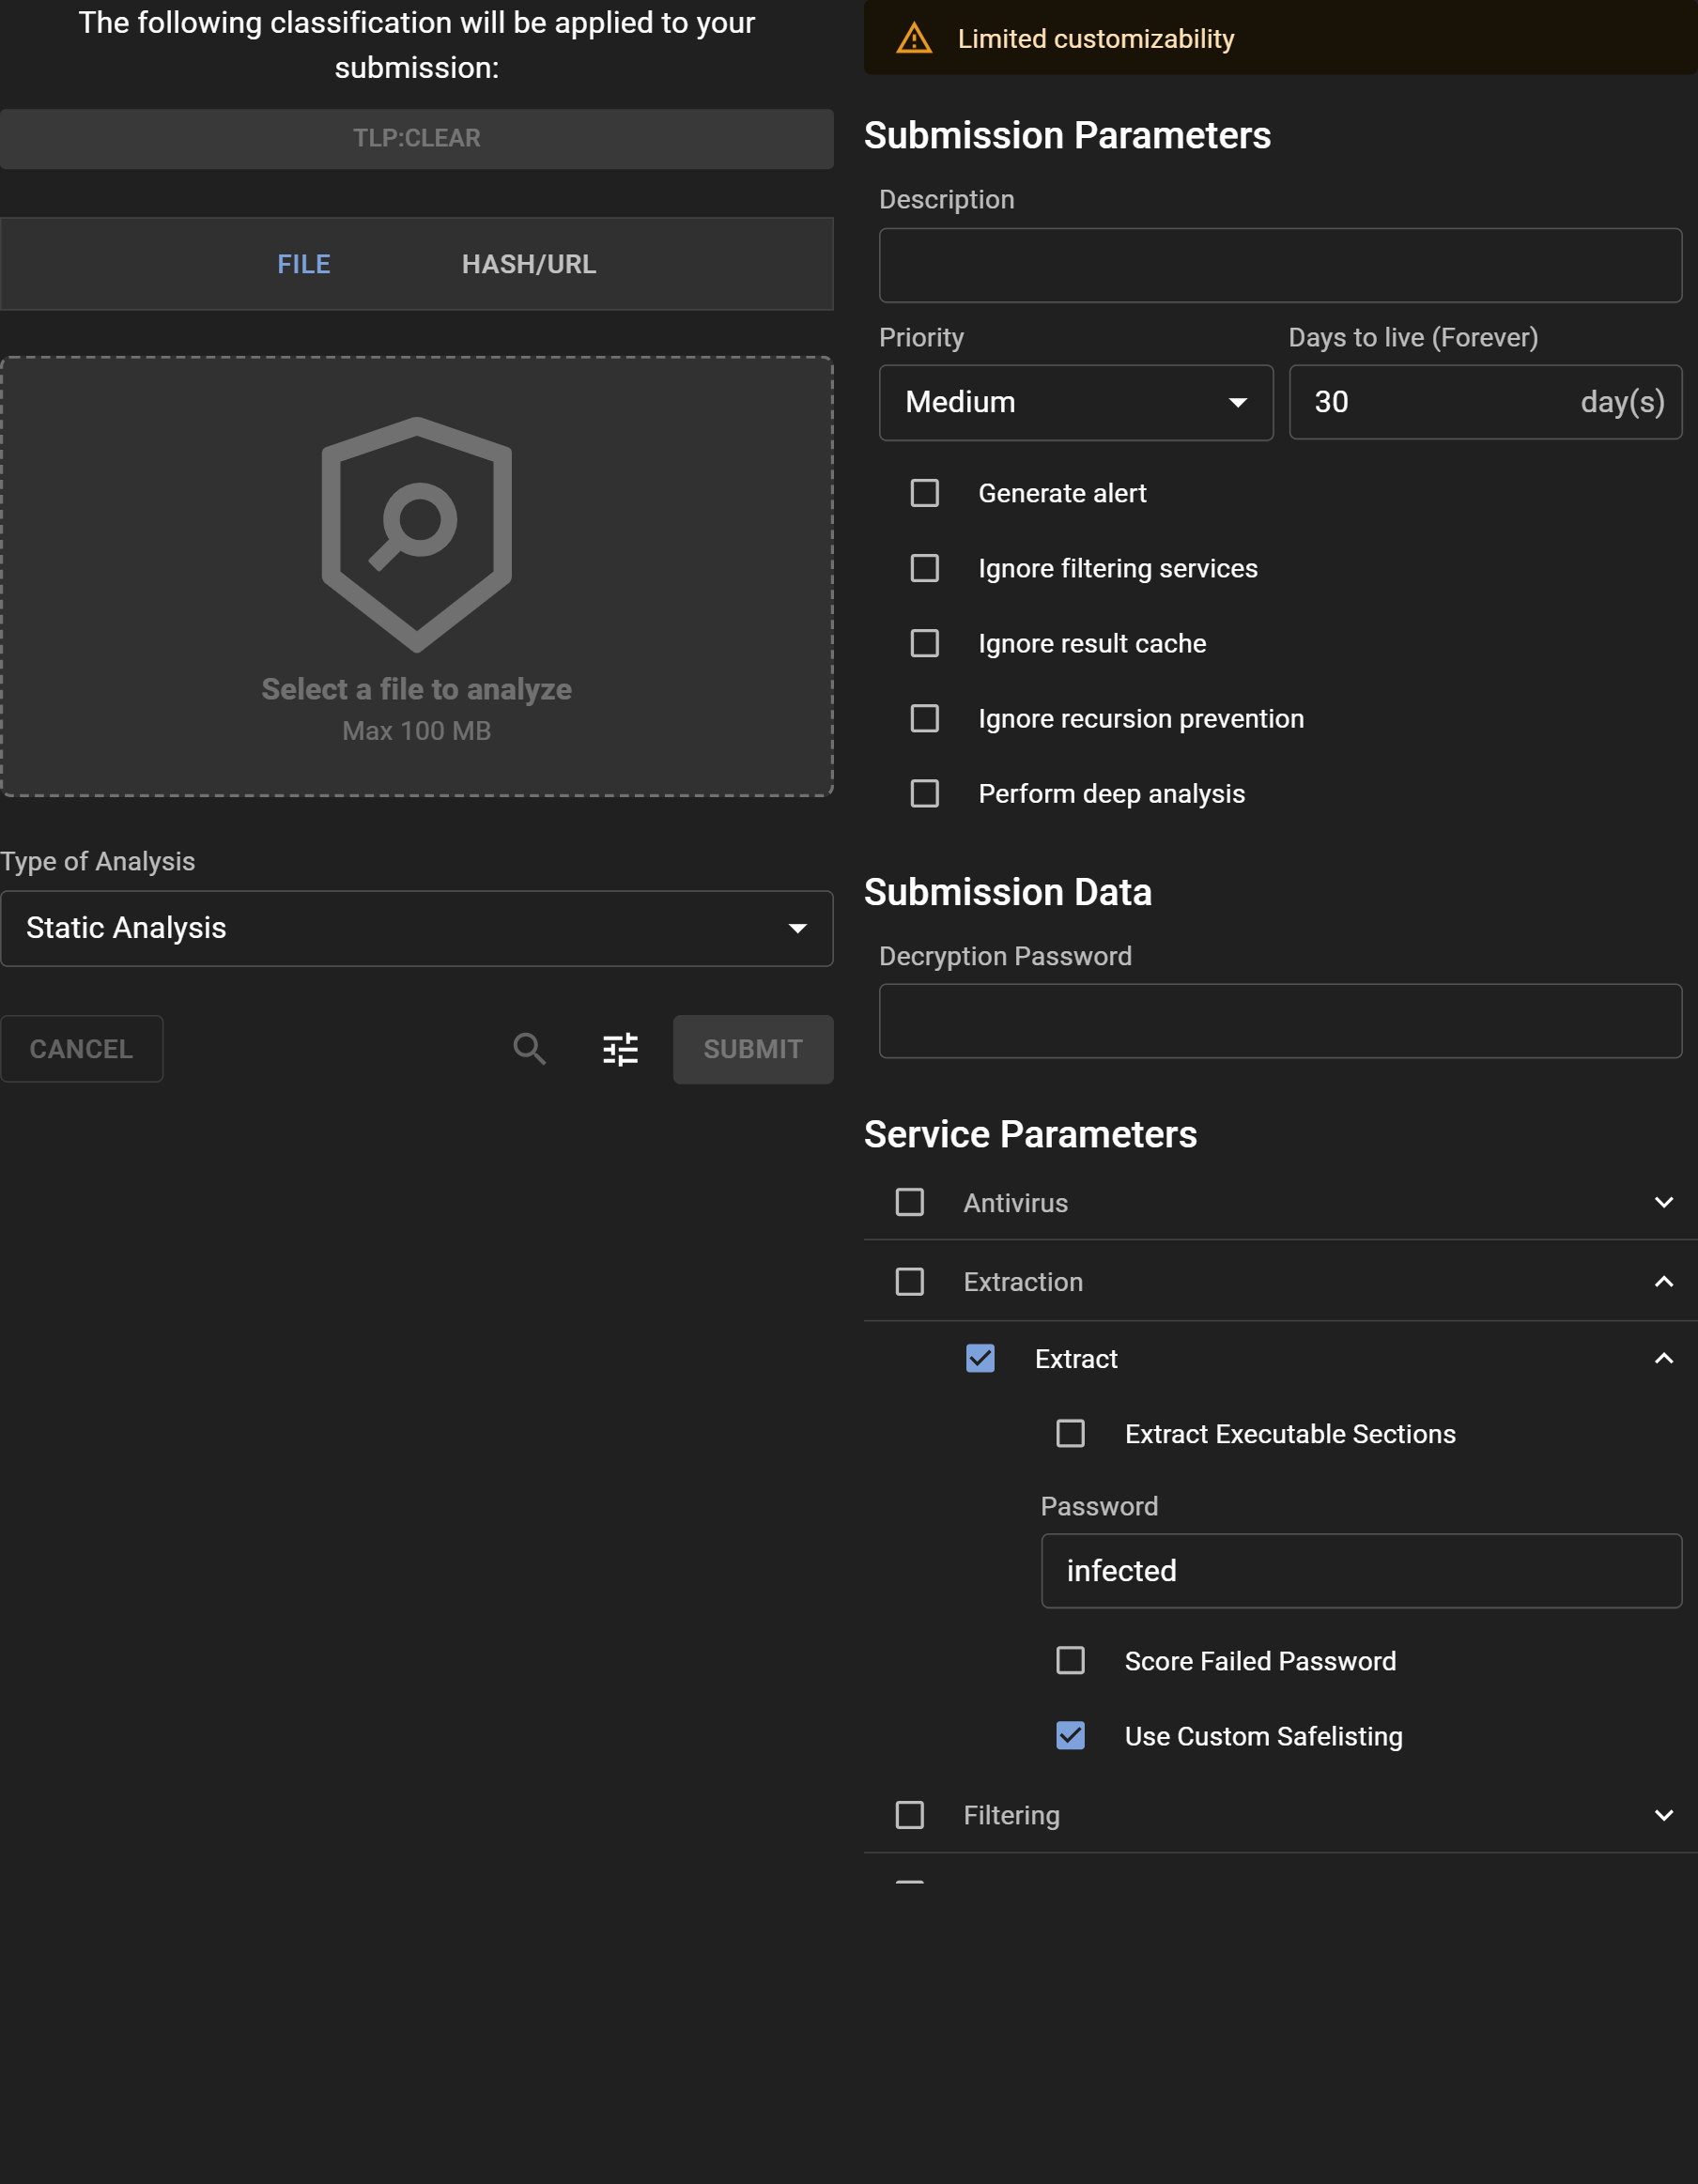 The following classification will be applied to your
submission:
TLP:CLEAR
FILE
HASH/URL
Select a file to analyze
Max 100 MB
Type of Analysis
Static Analysis
CANCEL
SUBMIT
Limited customizability
Submission Parameters
Description
Priority
Days to live (Forever)
Medium
30
day(s)
Generate alert
Ignore filtering services
Ignore result cache
Ignore recursion prevention
Perform deep analysis
Submission Data
Decryption Password
Service Parameters
Antivirus
Extraction
Extract
Extract Executable Sections
Password
infected
Score Failed Password
Use Custom Safelisting
Filtering